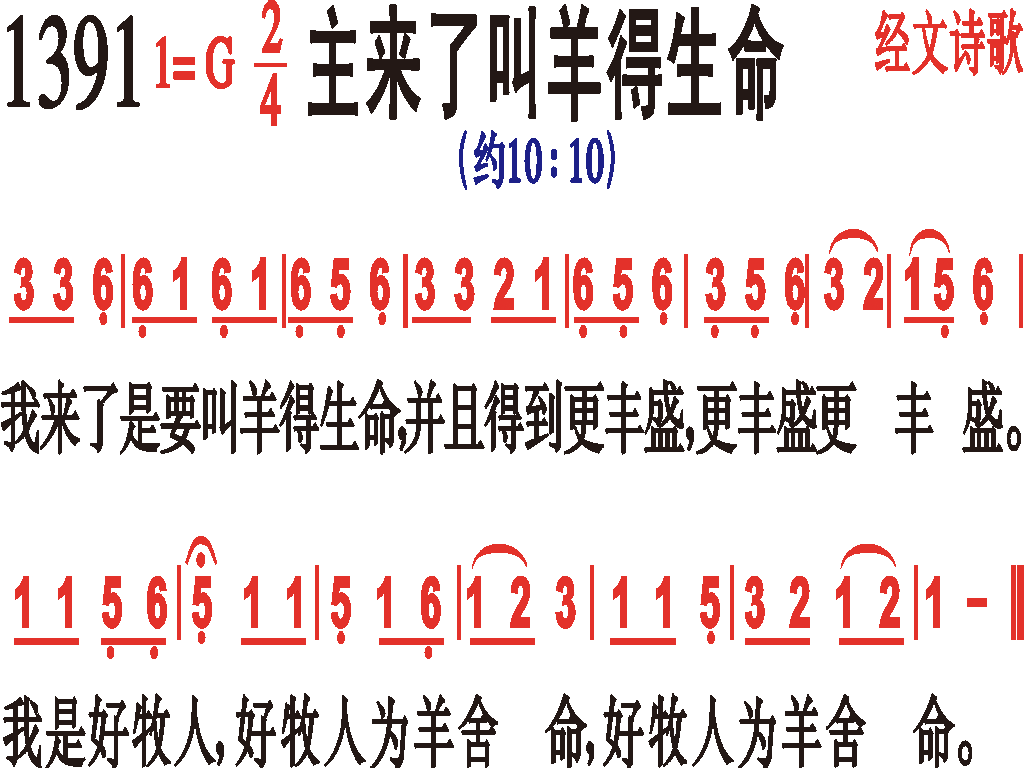 1391 1=G 2/4 主来了叫羊得生命 经文诗歌
(约10:10)
3 3 6̣ | 6̣ 1 6̣ 1 | 6̣ 5̣ 6̣ | 3 3 2 1 | 6̣ 5̣ 6̣ | 3̣ 5̣ 6̣ | 3 2 | 1 5̣ 6̣ |
我来了是要叫羊得生命,并且得到更丰盛,更丰盛更 丰 盛。
1 1 5̣ 6̣ | 5̣ 1 1 | 5̣ 1 6̣ | 1 2 3 | 1 1 5̣ | 3 2 1 2 | 1 - ‖
我是好牧人,好牧人为羊舍 命,好牧人为羊舍 命。